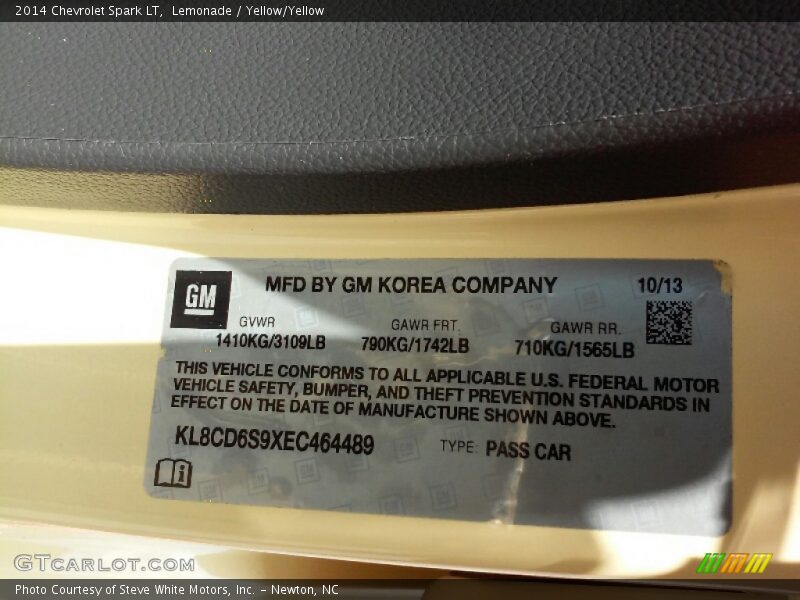 2014 Chevrolet Spark LT,  Lemonade / Yellow/Yellow
MFD BY GM KOREA COMPANY 10/13
GM
GVWR GAWR FRT. GAWR RR.
1410KG/3109LB 790KG/1742LB 710KG/1565LB
THIS VEHICLE CONFORMS TO ALL APPLICABLE U.S. FEDERAL MOTOR
VEHICLE SAFETY, BUMPER, AND THEFT PREVENTION STANDARDS IN
EFFECT ON THE DATE OF MANUFACTURE SHOWN ABOVE.
KL8CD6S9XEC464489 TYPE: PASS CAR
GTCARLOT.COM
Photo Courtesy of Steve White Motors, Inc. – Newton, NC